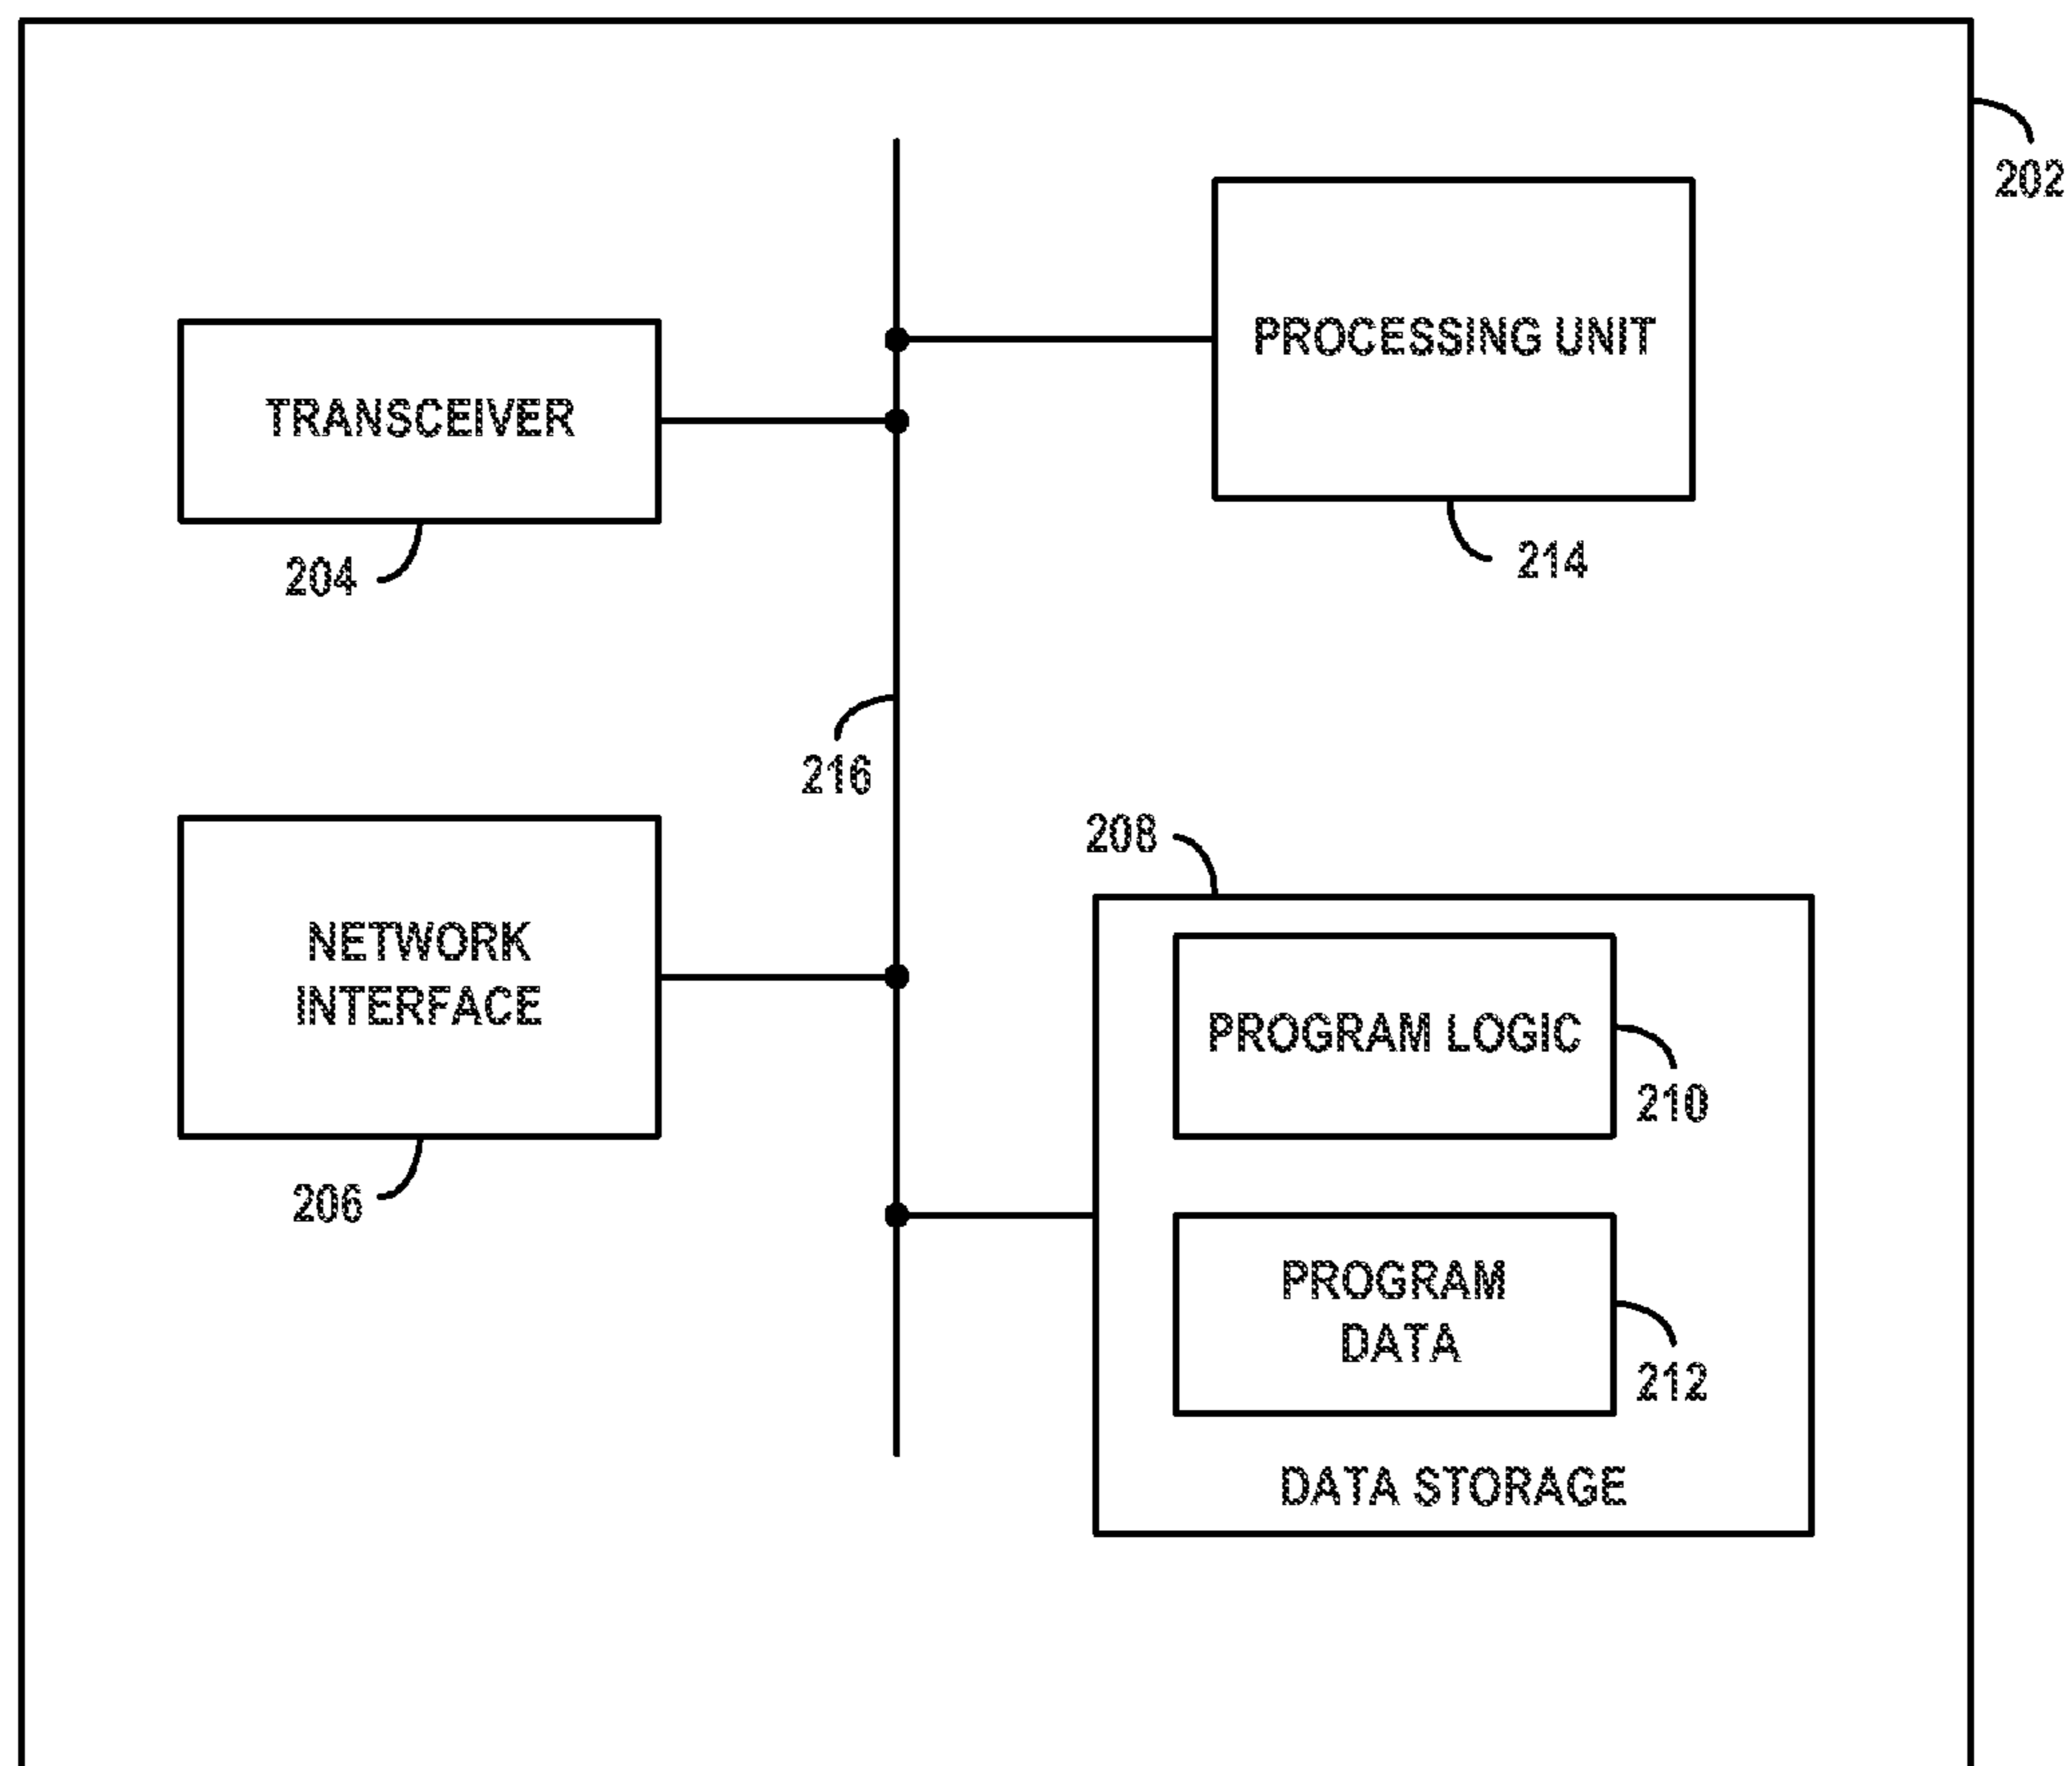 202
PROCESSING UNIT
TRANSCEIVER
214
204
216
208
NETWORK
INTERFACE
PROGRAM LOGIC
210
206
PROGRAM
DATA
212
DATA STORAGE